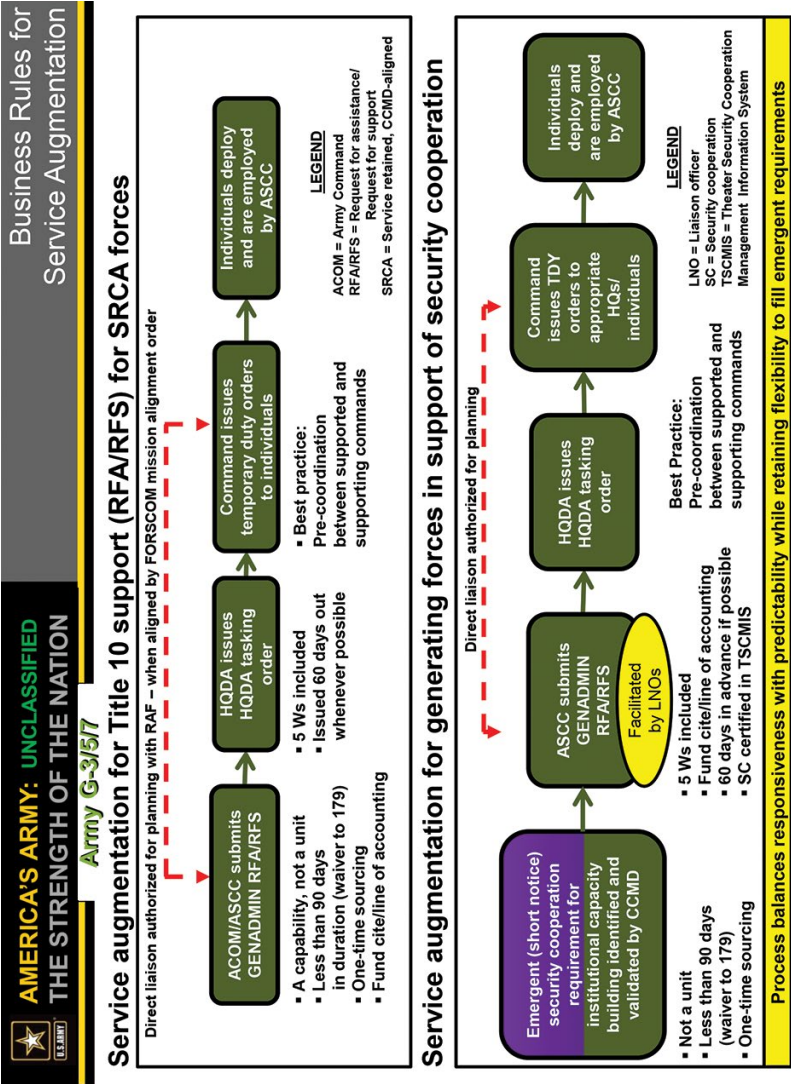 U.S. ARMY
AMERICA'S ARMY: UNCLASSIFIED
THE STRENGTH OF THE NATION
Army G-3/5/7
Business Rules for
Service Augmentation
Service augmentation for Title 10 support (RFA/RFS) for SRCA forces
Direct liaison authorized for planning with RAF – when aligned by FORSCOM mission alignment order
ACOM/ASCC submits
GENADMIN RFA/RFS
▪ A capability, not a unit
▪ Less than 90 days
in duration (waiver to 179)
▪ One-time sourcing
▪ Fund cite/line of accounting
HQDA issues
HQDA tasking
order
▪ 5 Ws included
▪ Issued 60 days out
whenever possible
Command issues
temporary duty orders
to individuals
▪ Best practice:
Pre-coordination
between supported and
supporting commands
Individuals deploy
and are employed
by ASCC
LEGEND
ACOM = Army Command
RFA/RFS = Request for assistance/
Request for support
SRCA = Service retained, CCMD-aligned
Service augmentation for generating forces in support of security cooperation
Direct liaison authorized for planning
Emergent (short notice)
security cooperation
requirement for
institutional capacity
building identified and
validated by CCMD
▪ Not a unit
▪ Less than 90 days
(waiver to 179)
▪ One-time sourcing
ASCC submits
GENADMIN
RFA/RFS
Facilitated
by LNOs
▪ 5 Ws included
▪ Fund cite/line of accounting
▪ 60 days in advance if possible
▪ SC certified in TSCMIS
HQDA issues
HQDA tasking
order
Best Practice:
Pre-coordination
between supported and
supporting commands
Command
issues TDY
orders to
appropriate
HQs/
individuals
Individuals
deploy and
are employed
by ASCC
LEGEND
LNO = Liaison officer
SC = Security cooperation
TSCMIS = Theater Security Cooperation
Management Information System
Process balances responsiveness with predictability while retaining flexibility to fill emergent requirements